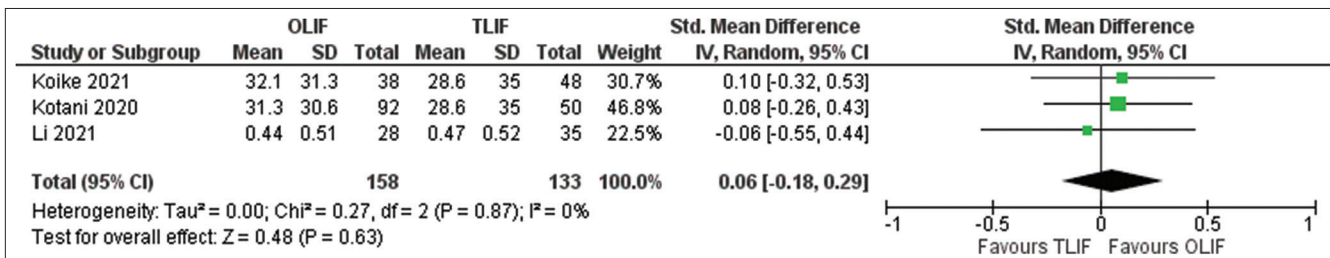 OLIF TLIF Std. Mean Difference Std. Mean Difference
Study or Subgroup Mean SD Total Mean SD Total Weight IV, Random, 95% CI IV, Random, 95% CI
Koike 2021 32.1 31.3 38 28.6 35 48 30.7% 0.10 [-0.32, 0.53]
Kotani 2020 31.3 30.6 92 28.6 35 50 46.8% 0.08 [-0.26, 0.43]
Li 2021 0.44 0.51 28 0.47 0.52 35 22.5% -0.06 [-0.55, 0.44]
Total (95% CI) 158 133 100.0% 0.06 [-0.18, 0.29]
Heterogeneity: Tau² = 0.00; Chi² = 0.27, df = 2 (P = 0.87); I² = 0%
Test for overall effect: Z = 0.48 (P = 0.63)
-1 -0.5 0 0.5 1
Favours TLIF Favours OLIF